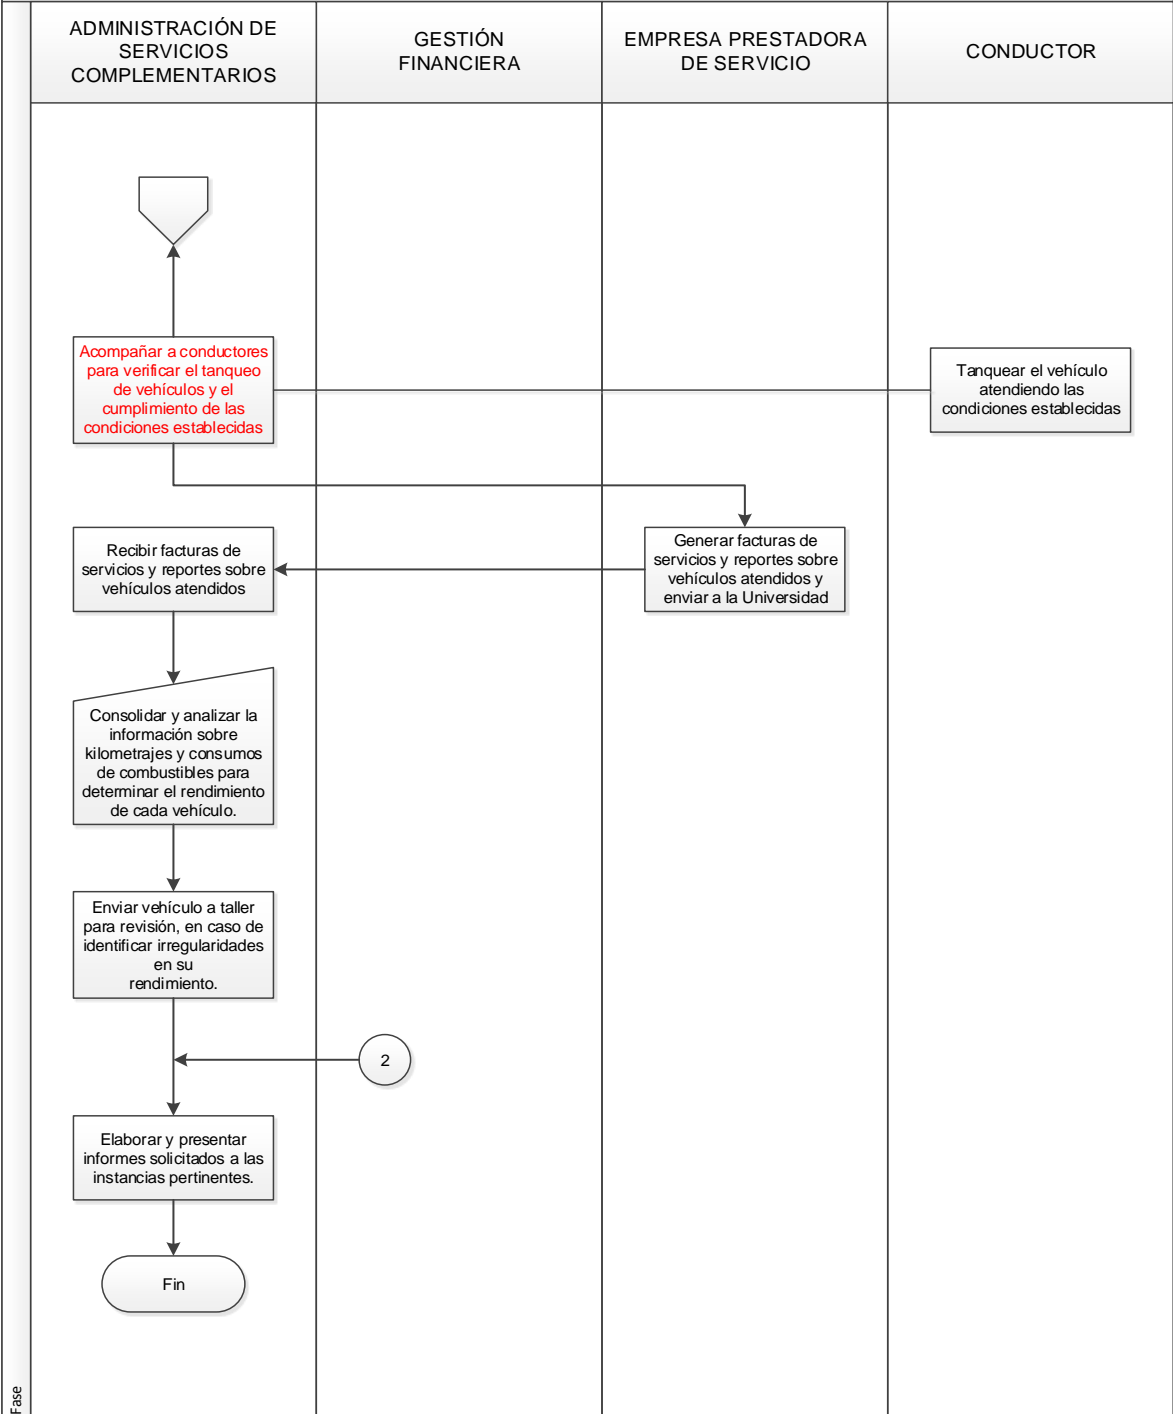 ADMINISTRACIÓN DE
SERVICIOS
COMPLEMENTARIOS
GESTIÓN
FINANCIERA
EMPRESA PRESTADORA
DE SERVICIO
CONDUCTOR
Acompañar a conductores
para verificar el tanqueo
de vehículos y el
cumplimiento de las
condiciones establecidas
Tanquear el vehículo
atendiendo las
condiciones establecidas
Recibir facturas de
servicios y reportes sobre
vehículos atendidos
Generar facturas de
servicios y reportes sobre
vehículos atendidos y
enviar a la Universidad
Consolidar y analizar la
información sobre
kilometrajes y consumos
de combustibles para
determinar el rendimiento
de cada vehículo.
Enviar vehículo a taller
para revisión, en caso de
identificar irregularidades
en su
rendimiento.
2
Elaborar y presentar
informes solicitados a las
instancias pertinentes.
Fin
Fase